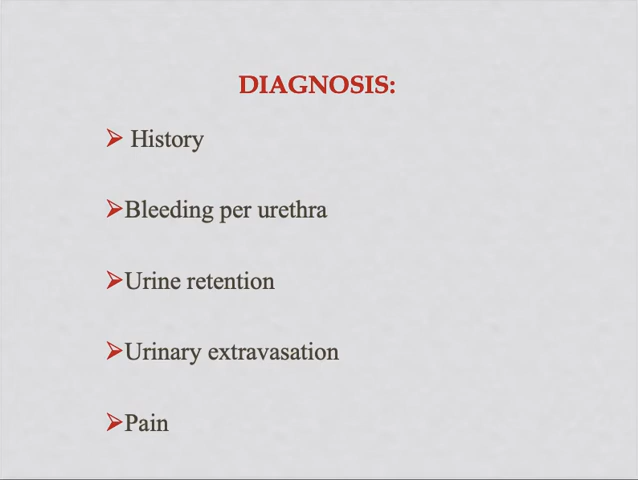 DIAGNOSIS:
➢ History
➢Bleeding per urethra
➢Urine retention
➢Urinary extravasation
➢Pain